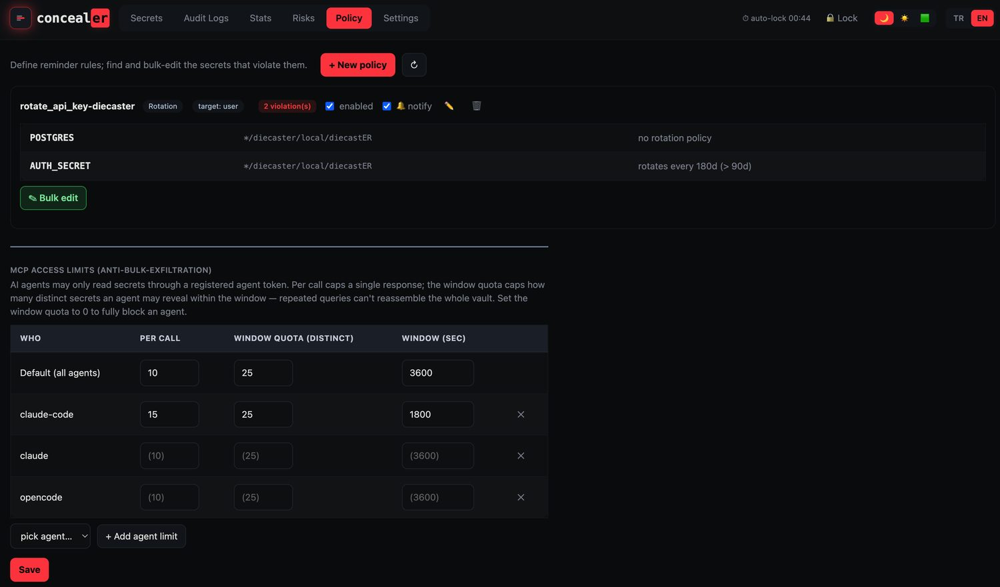 concealer Secrets Audit Logs Stats Risks Policy Settings auto-lock 00:44 Lock TR EN
Define reminder rules; find and bulk-edit the secrets that violate them. + New policy
rotate_api_key-diecaster Rotation target: user 2 violation(s) enabled notify
POSTGRES */diecaster/local/diecastER no rotation policy
AUTH_SECRET */diecaster/local/diecastER rotates every 180d (> 90d)
Bulk edit
MCP ACCESS LIMITS (ANTI-BULK-EXFILTRATION)
AI agents may only read secrets through a registered agent token. Per call caps a single response; the window quota caps how
many distinct secrets an agent may reveal within the window — repeated queries can't reassemble the whole vault. Set the
window quota to 0 to fully block an agent.
WHO PER CALL WINDOW QUOTA (DISTINCT) WINDOW (SEC)
Default (all agents) 10 25 3600
claude-code 15 25 1800
claude (10) (25) (3600)
opencode (10) (25) (3600)
pick agent... + Add agent limit
Save